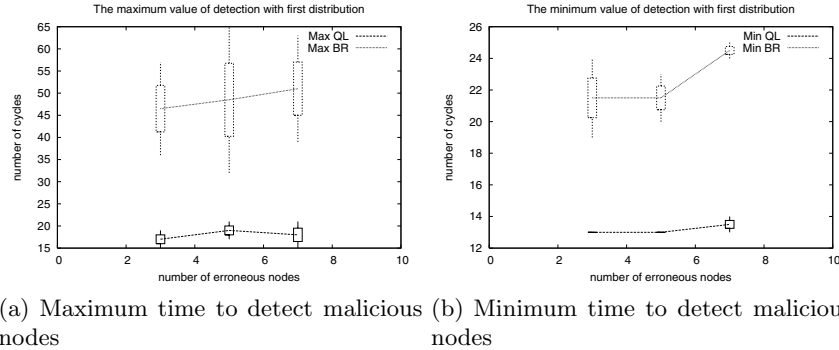 The maximum value of detection with first distribution
65
60
55
50
45
40
35
30
25
20
15
number of cycles
Max QL
Max BR
0 2 4 6 8 10
number of erroneous nodes
The minimum value of detection with first distribution
26
24
22
20
18
16
14
12
number of cycles
Min QL
Min BR
0 2 4 6 8 10
number of erroneous nodes
(a) Maximum time to detect malicious
nodes
(b) Minimum time to detect maliciou
nodes